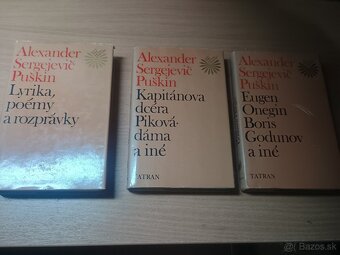 Alexander
Sergejevič
Puškin
Lyrika,
poémy
a rozprávky
Alexander
Sergejevič
Puškin
Kapitánova
dcéra
Piková
dáma
a iné
TATRAN
Alexander
Sergejevič
Puškin
Eugen
Onegin
Boris
Godunov
a iné
TATRAN
© Bazos.sk